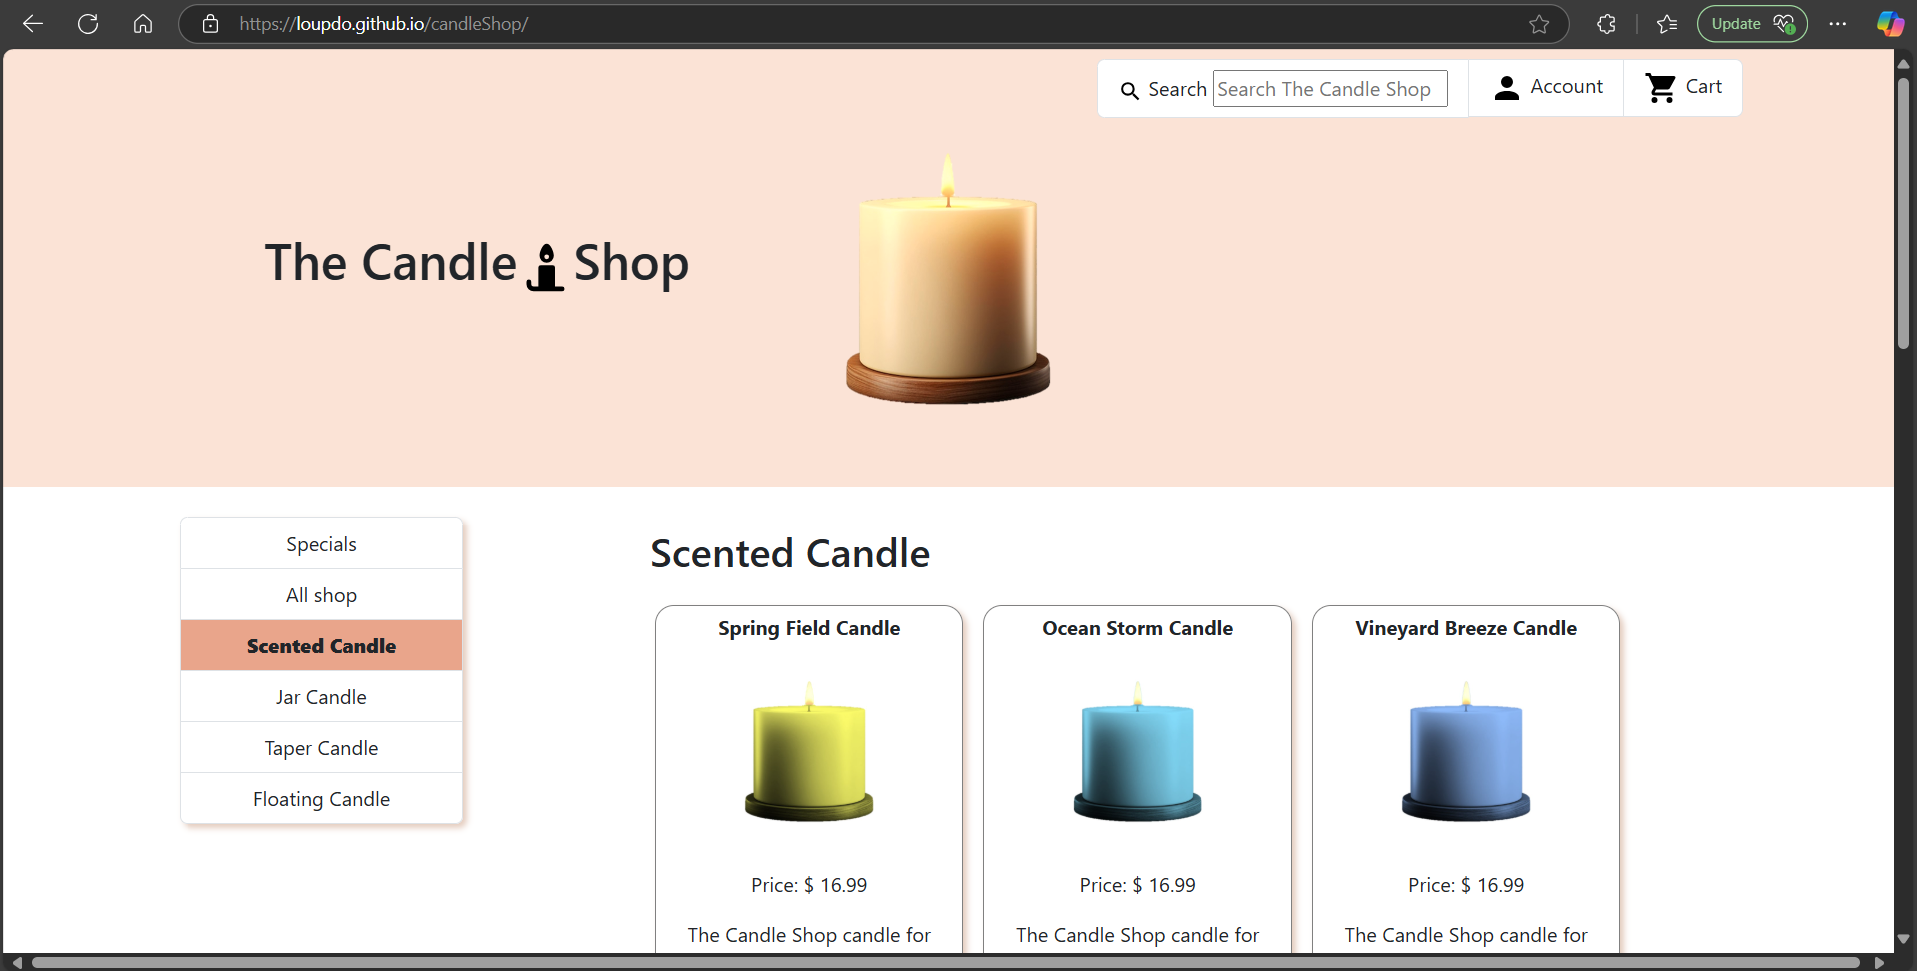 https://loupdo.github.io/candleShop/
Update
Search Search The Candle Shop Account Cart
The Candle Shop
Specials
All shop
Scented Candle
Jar Candle
Taper Candle
Floating Candle
Scented Candle
Spring Field Candle
Price: $ 16.99
The Candle Shop candle for
Ocean Storm Candle
Price: $ 16.99
The Candle Shop candle for
Vineyard Breeze Candle
Price: $ 16.99
The Candle Shop candle for